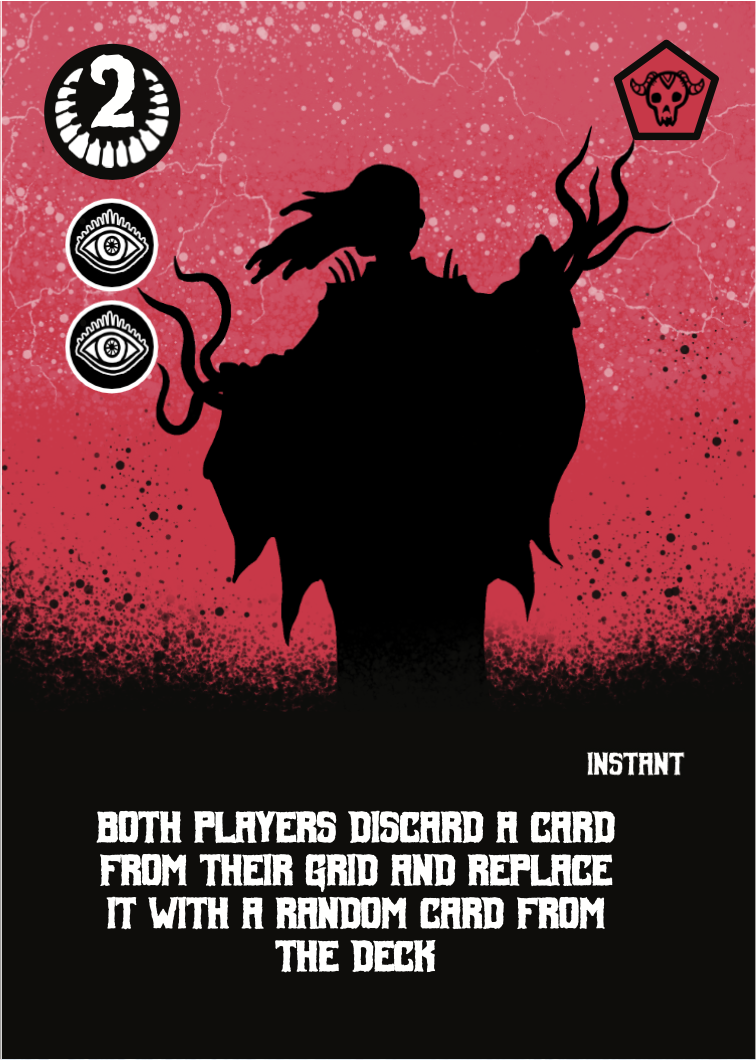 2
INSTANT
BOTH PLAYERS DISCARD A CARD
FROM THEIR GRID AND REPLACE
IT WITH A RANDOM CARD FROM
THE DECK